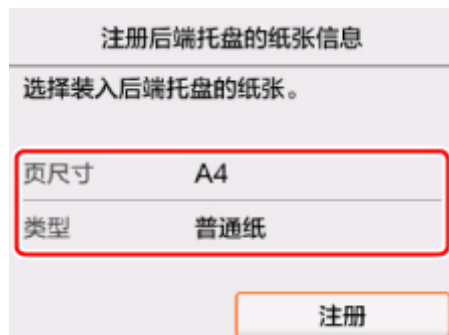 注册后端托盘的纸张信息
选择装入后端托盘的纸张。
页尺寸 A4
类型 普通纸
注册